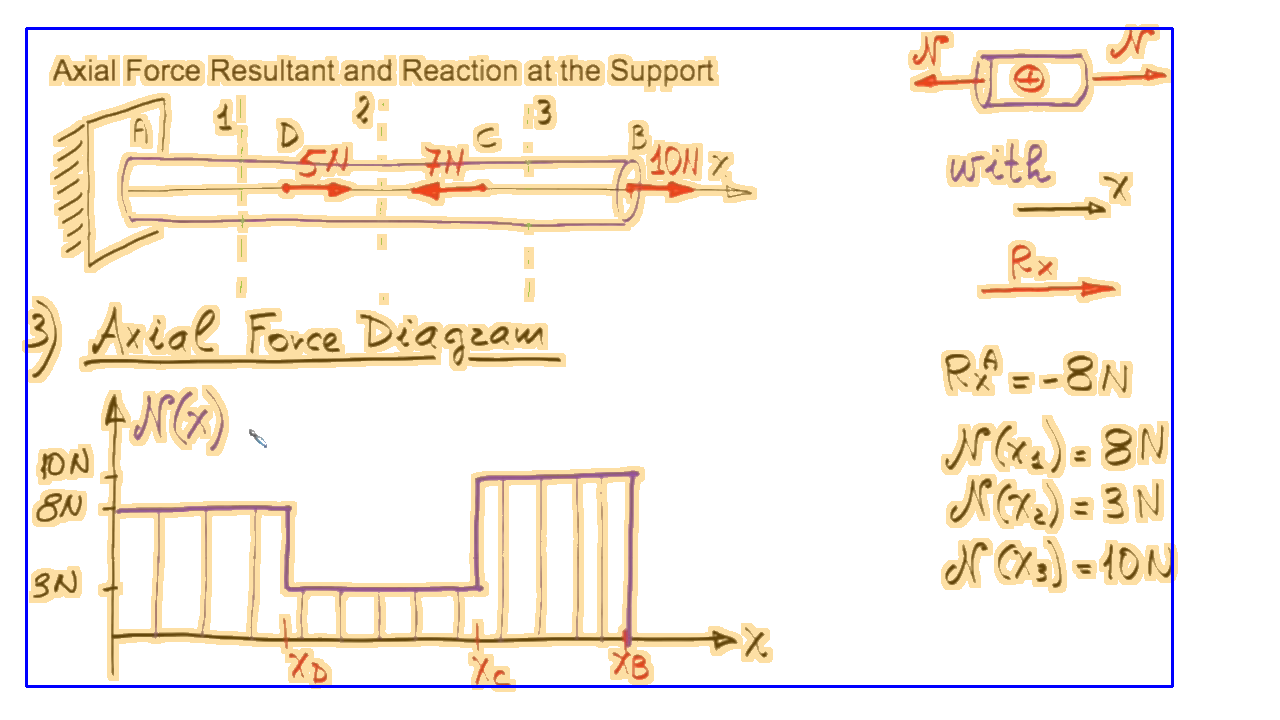 Axial Force Resultant and Reaction at the Support
N N
+
1 2 3
A D C B
5N 7N 10N X
with
X
Rx
3) Axial Force Diagram
RxA = -8N
N(x)
N(x1) = 8N
10N
N(x2) = 3N
8N
N(x3) = 10N
3N
X
XD XC XB